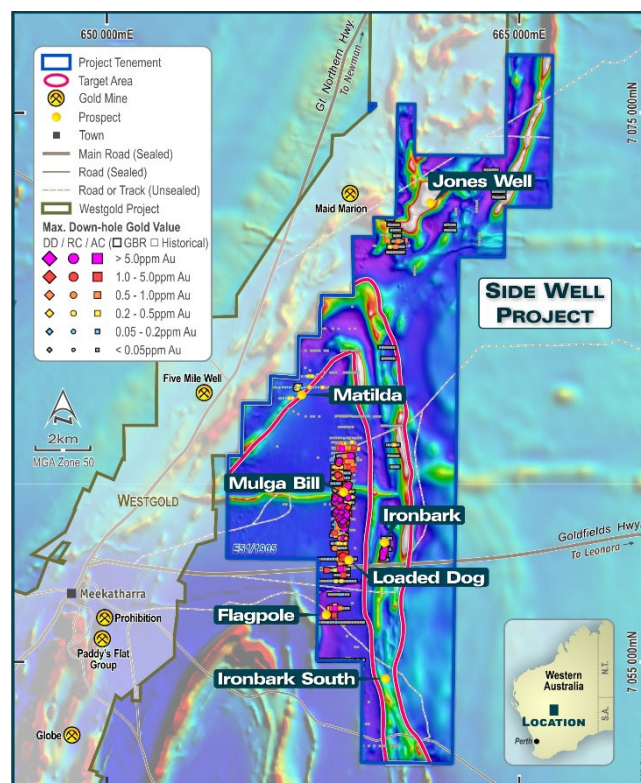 650 000mE
665 000mE
7 075 000mN
7 055 000mN
Project Tenement
Target Area
Gold Mine
Prospect
Town
Main Road (Sealed)
Road (Sealed)
Road or Track (Unsealed)
Westgold Project
Max. Down-hole Gold Value
DD / RC / AC (GBR Historical)
> 5.0ppm Au
1.0 - 5.0ppm Au
0.5 - 1.0ppm Au
0.2 - 0.5ppm Au
0.05 - 0.2ppm Au
< 0.05ppm Au
Gt. Northern Hwy.
To Newman
Maid Marion
Jones Well
SIDE WELL
PROJECT
Five Mile Well
Matilda
2km
MGA Zone 50
WESTGOLD
Mulga Bill
Ironbark
E51/1905
Goldfields Hwy.
To Leonora
Loaded Dog
Meekatharra
Flagpole
Prohibition
Paddy's Flat
Group
Ironbark South
Globe
Western
Australia
N.T.
S.A.
LOCATION
Perth